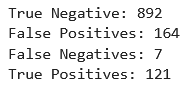 True Negative: 892
False Positives: 164
False Negatives: 7
True Positives: 121